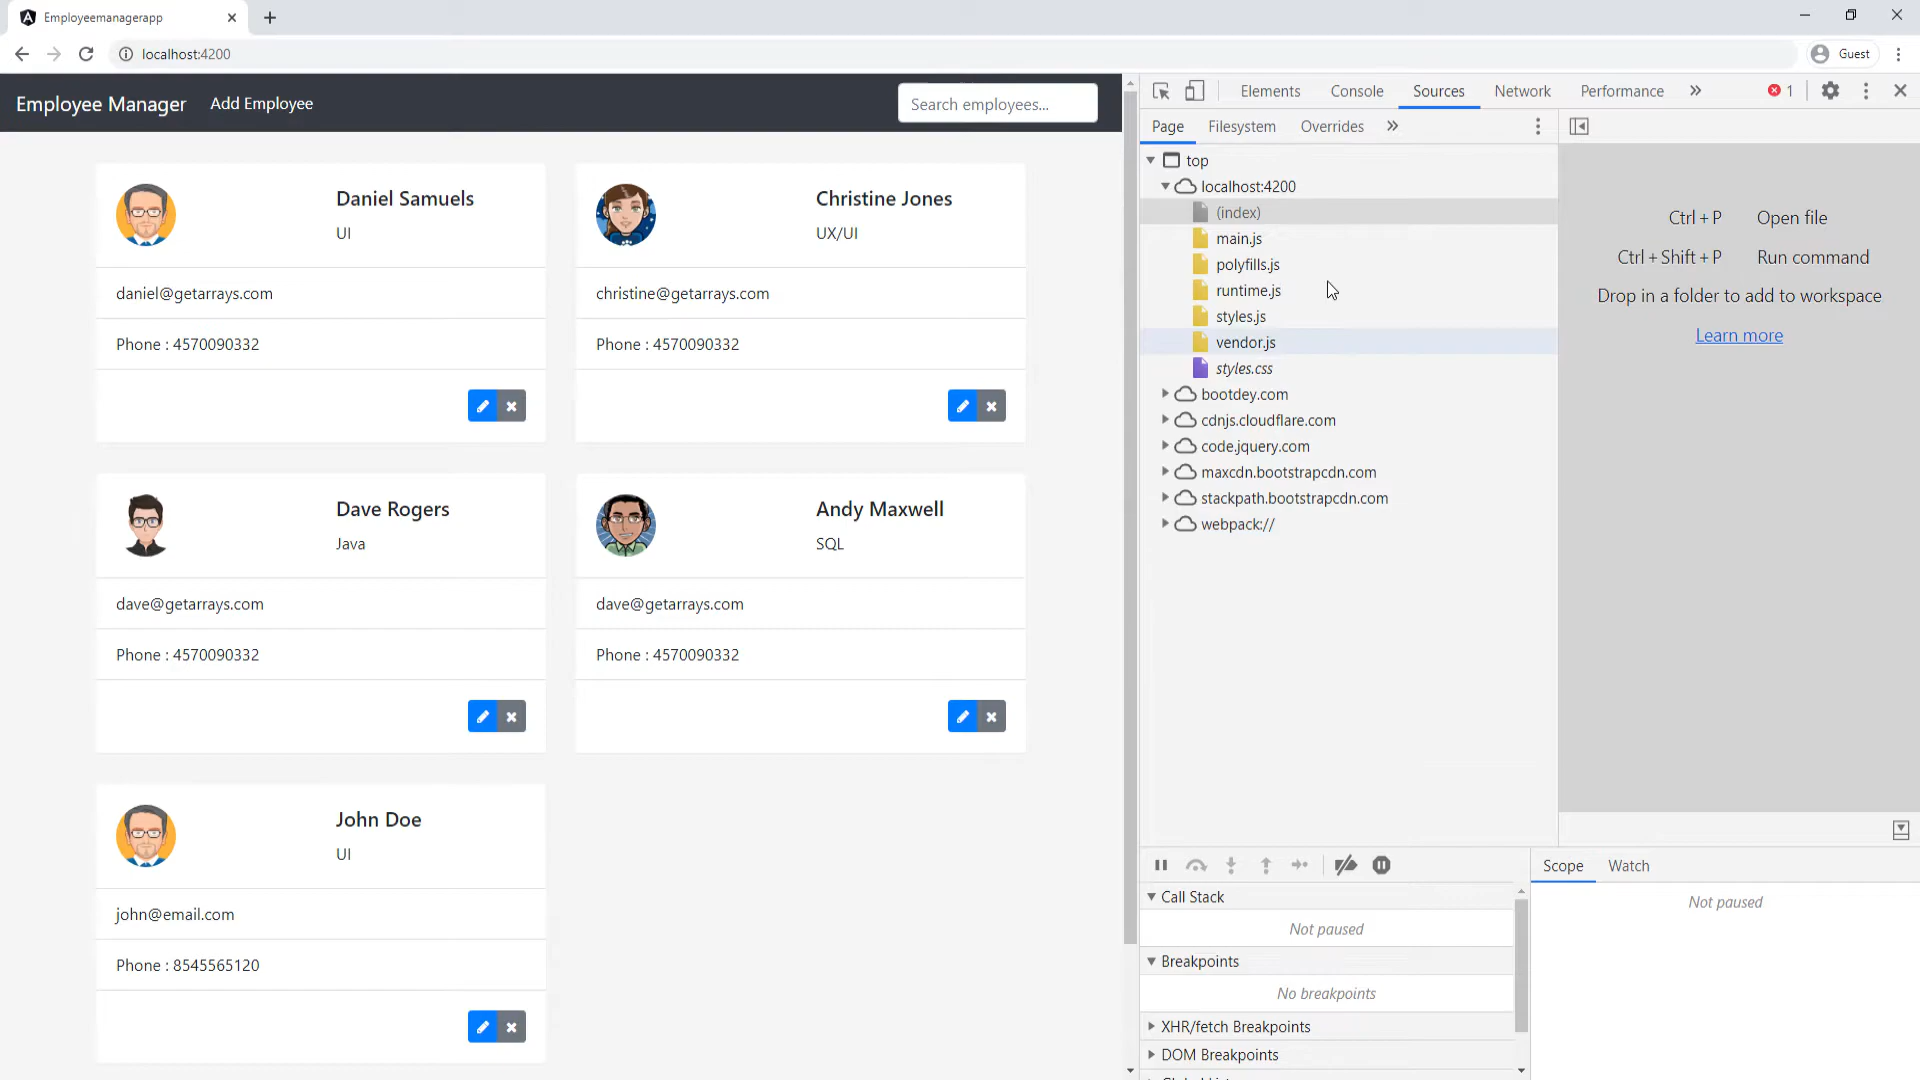 Employeemanagerapp
localhost:4200
Guest
Employee Manager
Add Employee
Search employees...
Daniel Samuels
UI
daniel@getarrays.com
Phone : 4570090332
Christine Jones
UX/UI
christine@getarrays.com
Phone : 4570090332
Dave Rogers
Java
dave@getarrays.com
Phone : 4570090332
Andy Maxwell
SQL
dave@getarrays.com
Phone : 4570090332
John Doe
UI
john@email.com
Phone : 8545565120
Elements
Console
Sources
Network
Performance
1
Page
Filesystem
Overrides
top
localhost:4200
(index)
main.js
polyfills.js
runtime.js
styles.js
vendor.js
styles.css
bootdey.com
cdnjs.cloudflare.com
code.jquery.com
maxcdn.bootstrapcdn.com
stackpath.bootstrapcdn.com
webpack://
Ctrl + P Open file
Ctrl + Shift + P Run command
Drop in a folder to add to workspace
Learn more
Call Stack
Not paused
Breakpoints
No breakpoints
XHR/fetch Breakpoints
DOM Breakpoints
Scope
Watch
Not paused